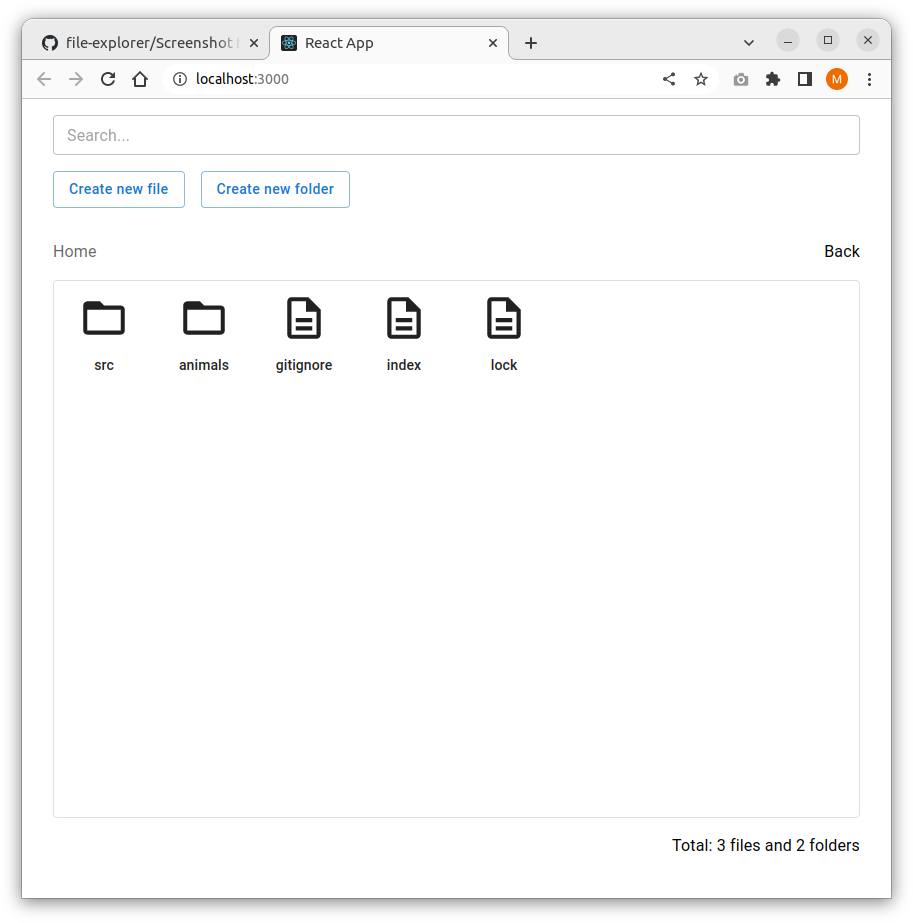 file-explorer/Screenshot
React App
localhost:3000
M
Search...
Create new file
Create new folder
Home
Back
src
animals
gitignore
index
lock
Total: 3 files and 2 folders